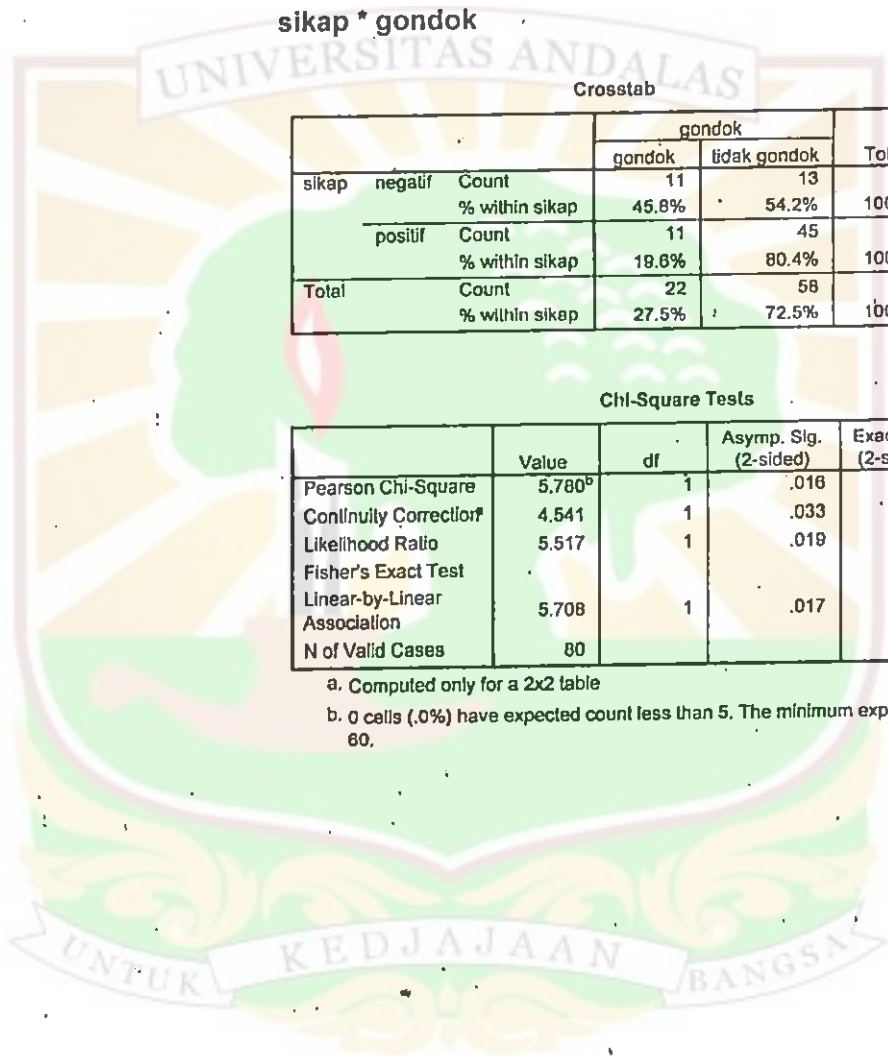 sikap * gondok
UNIVERSITAS ANDALAS
Crosstab
gondok
gondok tidak gondok
sikap negatif Count 11 13
% within sikap 45.8% 54.2%
positif Count 11 45
% within sikap 19.6% 80.4%
Total Count 22 58
% within sikap 27.5% 72.5%
Chi-Square Tests
Value df Asymp. Sig. (2-sided)
Pearson Chi-Square 5.780b 1 .016
Continuity Correctiona 4.541 1 .033
Likelihood Ratio 5.517 1 .019
Fisher's Exact Test
Linear-by-Linear Association 5.708 1 .017
N of Valid Cases 80
a. Computed only for a 2x2 table
b. 0 cells (.0%) have expected count less than 5. The minimum
60.
UNTUK KEDJAJAAN BANGSA